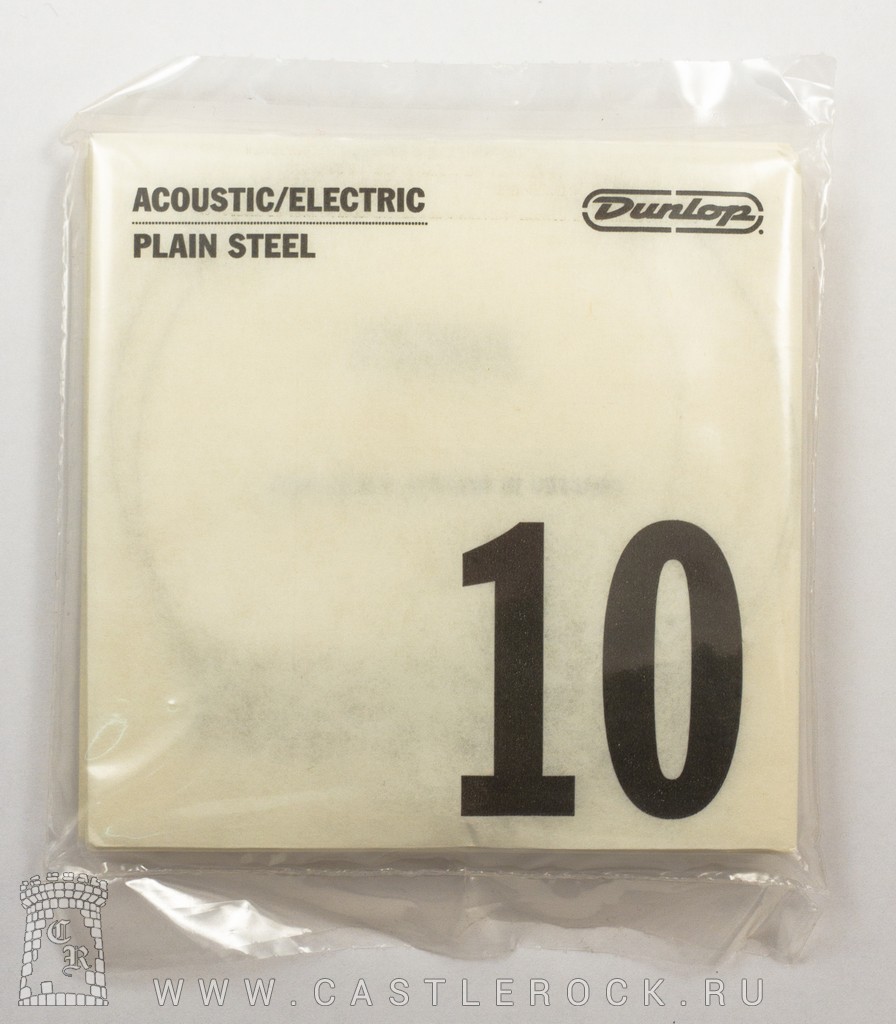 ACOUSTIC/ELECTRIC
Dunlop
PLAIN STEEL
10
CR
WWW.CASTLEROCK.RU